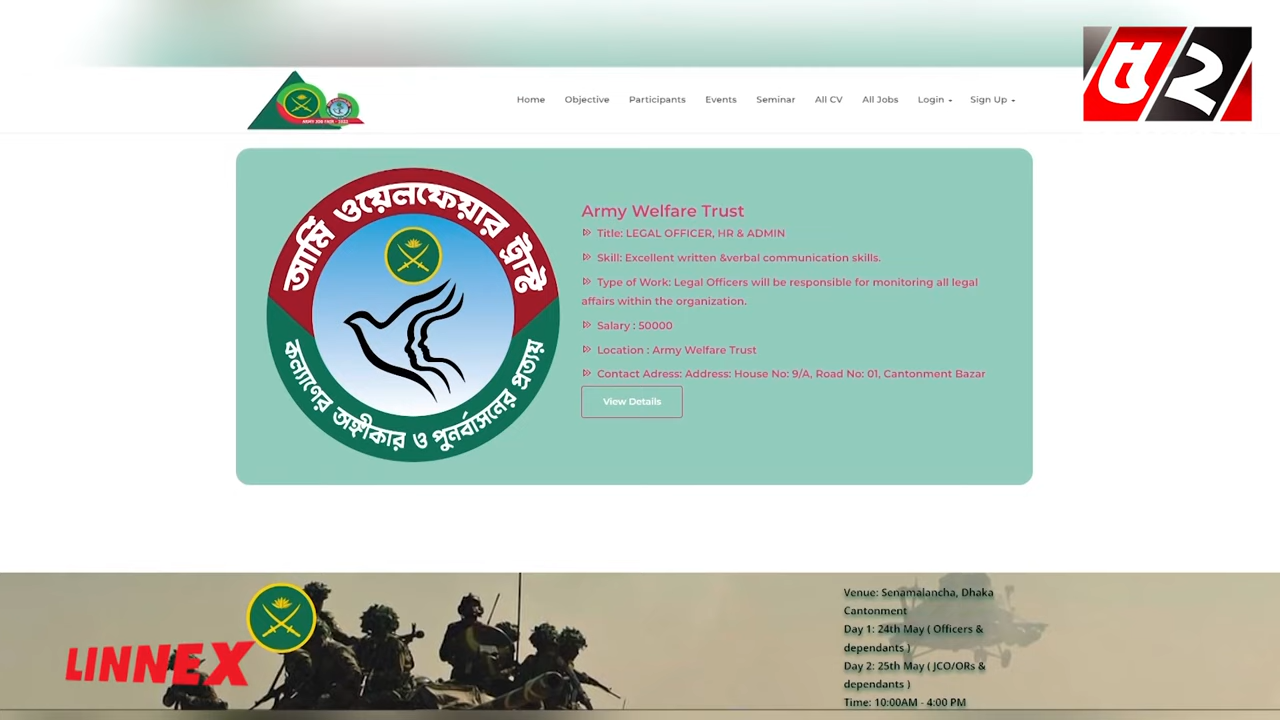 Home Objective Participants Events Seminar All CV All Jobs Login Sign Up
ARMY JOB FAIR - 2022
আর্মি ওয়েলফেয়ার ট্রাস্ট
কল্যাণের অঙ্গীকার ও পুনর্বাসনের প্রত্যয়
Army Welfare Trust
Title: LEGAL OFFICER, HR & ADMIN
Skill: Excellent written &verbal communication skills.
Type of Work: Legal Officers will be responsible for monitoring all legal
affairs within the organization.
Salary : 50000
Location : Army Welfare Trust
Contact Adress: Address: House No: 9/A, Road No: 01, Cantonment Bazar
View Details
LINNEX
Venue: Senamalancha, Dhaka
Cantonment
Day 1: 24th May ( Officers &
dependants )
Day 2: 25th May ( JCO/ORs &
dependants )
Time: 10:00AM - 4:00 PM